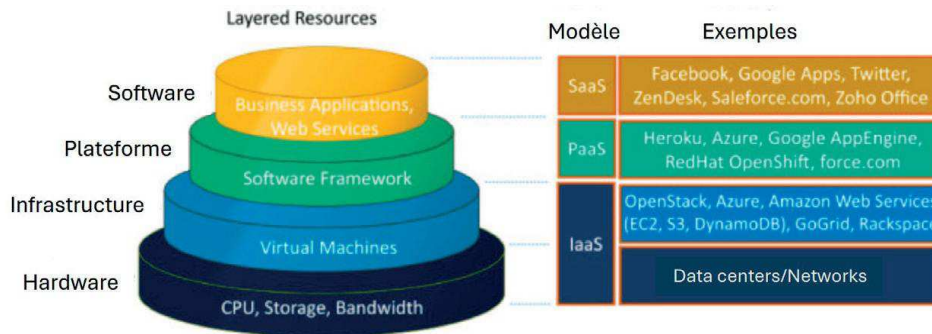 Layered Resources
Modèle
Exemples
Software
Business Applications,
Web Services
SaaS
Facebook, Google Apps, Twitter,
ZenDesk, Saleforce.com, Zoho Office
Plateforme
Software Framework
PaaS
Heroku, Azure, Google AppEngine,
RedHat OpenShift, force.com
Infrastructure
Virtual Machines
IaaS
OpenStack, Azure, Amazon Web Services
(EC2, S3, DynamoDB), GoGrid, Rackspace
Hardware
CPU, Storage, Bandwidth
Data centers/Networks